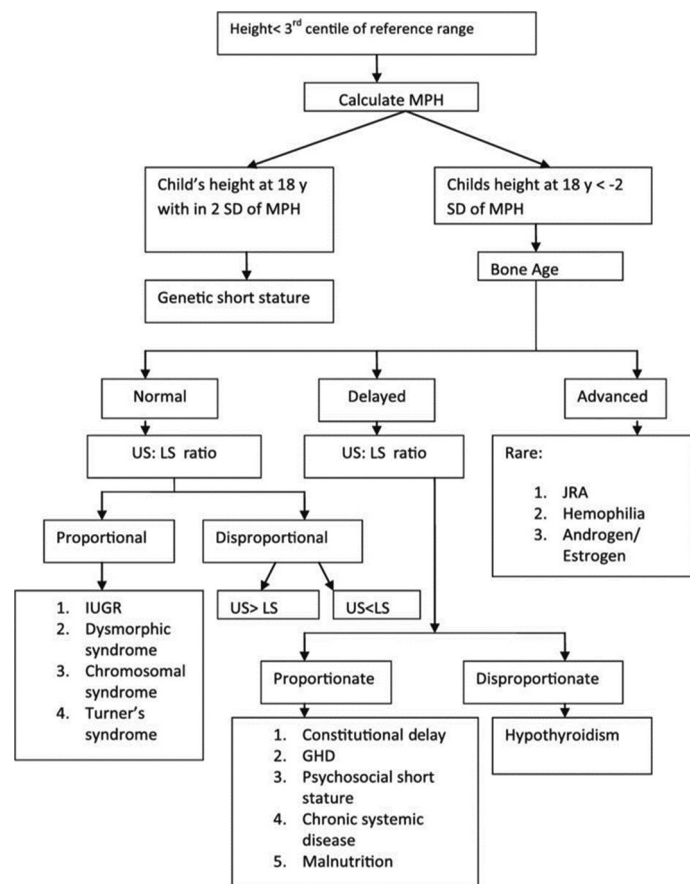 Height< 3rd centile of reference range
Calculate MPH
Child's height at 18 y
with in 2 SD of MPH
Childs height at 18 y < -2
SD of MPH
Genetic short stature
Bone Age
Normal
Delayed
Advanced
US: LS ratio
US: LS ratio
Rare:
1. JRA
2. Hemophilia
3. Androgen/
Estrogen
Proportional
Disproportional
US> LS
US<LS
1. IUGR
2. Dysmorphic
syndrome
3. Chromosomal
syndrome
4. Turner's
syndrome
Proportionate
Disproportionate
1. Constitutional delay
2. GHD
3. Psychosocial short
stature
4. Chronic systemic
disease
5. Malnutrition
Hypothyroidism